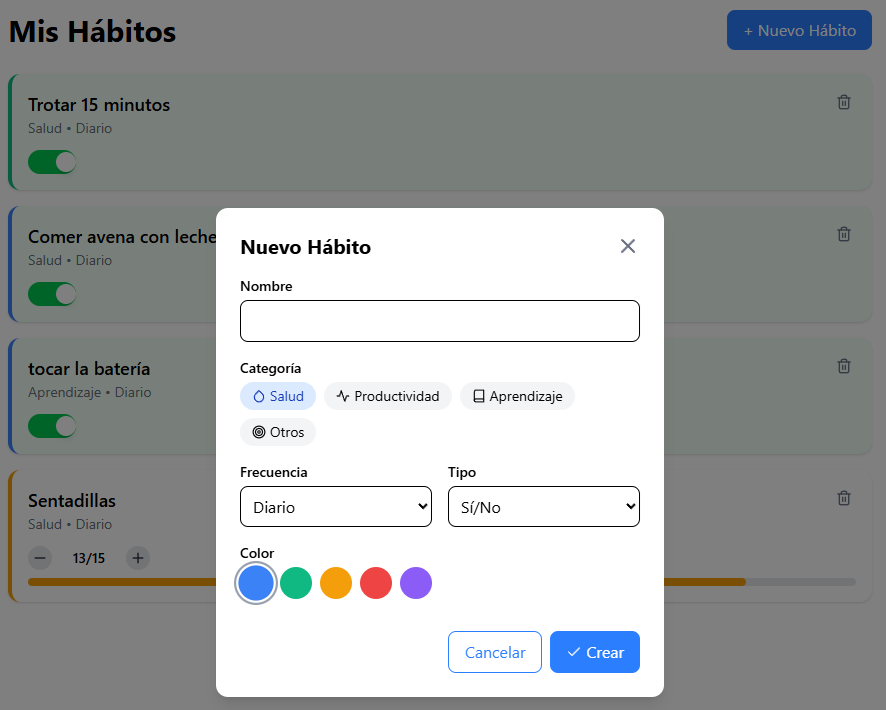 Mis Hábitos
+ Nuevo Hábito
Trotar 15 minutos
Salud • Diario
Comer avena con leche
Salud • Diario
tocar la batería
Aprendizaje • Diario
Sentadillas
Salud • Diario
13/15
Nuevo Hábito
Nombre
Categoría
Salud
Productividad
Aprendizaje
Otros
Frecuencia
Tipo
Diario
Sí/No
Color
Cancelar
Crear